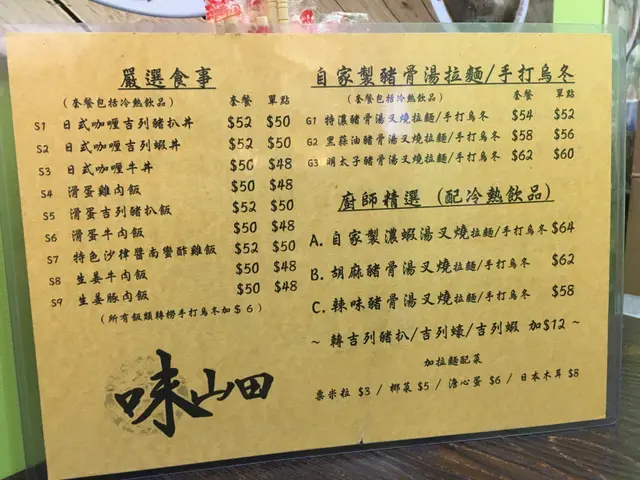 嚴選食事
(套餐包括冷熱飲品) 套餐 單點
S1 日式咖喱吉列豬扒丼 $52 $50
S2 日式咖喱吉列蝦丼 $52 $50
S3 日式咖喱牛丼 $50 $48
S4 滑蛋雞肉飯 $50 $48
S5 滑蛋吉列豬扒飯 $52 $50
S6 滑蛋牛肉飯 $50 $48
S7 特色沙律醬南蠻酢雞飯 $52 $50
S8 生姜牛肉飯 $50 $48
S9 生姜豚肉飯 $50 $48
(所有飯類轉撈手打烏冬加$6)
味山田
自家製豬骨湯拉麵/手打烏冬
(套餐包括冷熱飲品) 套餐 單點
G1 特濃豬骨湯叉燒拉麵/手打烏冬 $54 $52
G2 黑蒜油豬骨湯叉燒拉麵/手打烏冬 $58 $56
G3 明太子豬骨湯叉燒拉麵/手打烏冬 $62 $60
廚師精選 (配冷熱飲品)
A. 自家製濃蝦湯叉燒拉麵/手打烏冬 $64
B. 胡麻豬骨湯叉燒拉麵/手打烏冬 $62
C. 辣味豬骨湯叉燒拉麵/手打烏冬 $58
~ 轉吉列豬扒/吉列蠔/吉列蝦 加$12 ~
加拉麵配菜
粟米粒 $3 / 椰菜 $5 / 溏心蛋 $6 / 日本木耳 $8